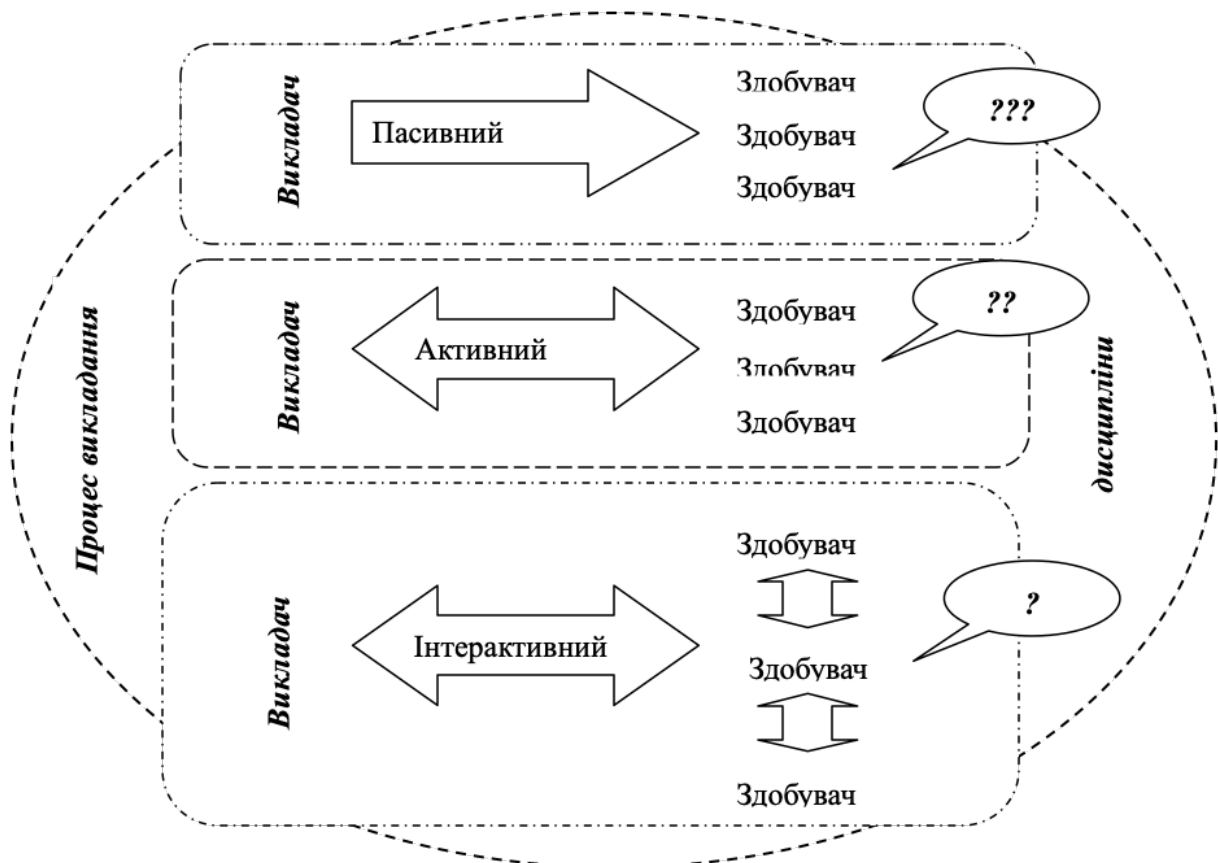 Процес викладання
Викладач
Пасивний
Здобувач
Здобувач
Здобувач
???
Викладач
Активний
Здобувач
Здобувач
Здобувач
??
Викладач
Інтерактивний
Здобувач
Здобувач
Здобувач
?
дисципліни